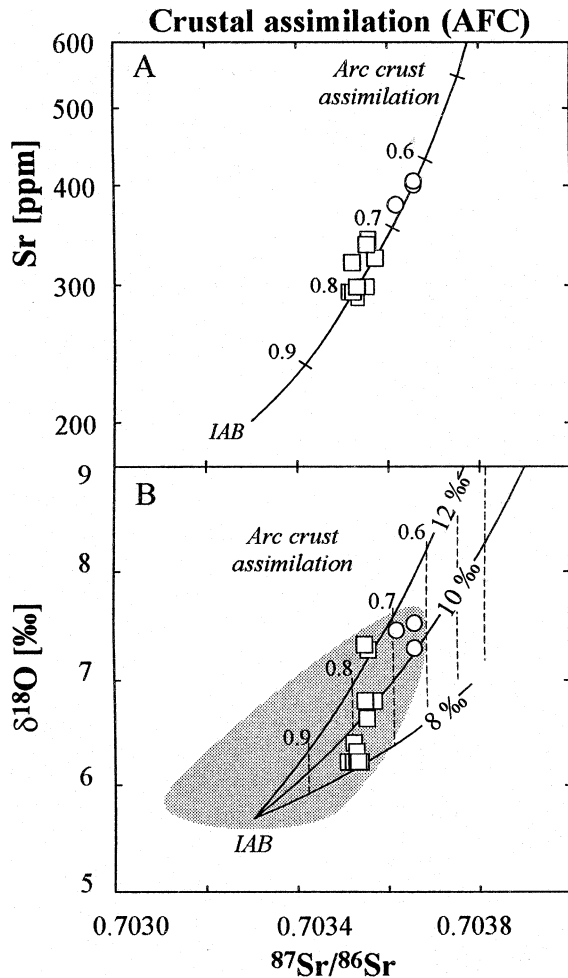 Crustal assimilation (AFC)
A
Arc crust
assimilation
600
500
400
300
200
Sr [ppm]
0.6
0.7
0.8
0.9
IAB
B
Arc crust
assimilation
9
8
7
6
5
δ¹⁸O [‰]
0.6
0.7
0.8
0.9
12 ‰
10 ‰
8 ‰
IAB
0.7030
0.7034
0.7038
⁸⁷Sr/⁸⁶Sr